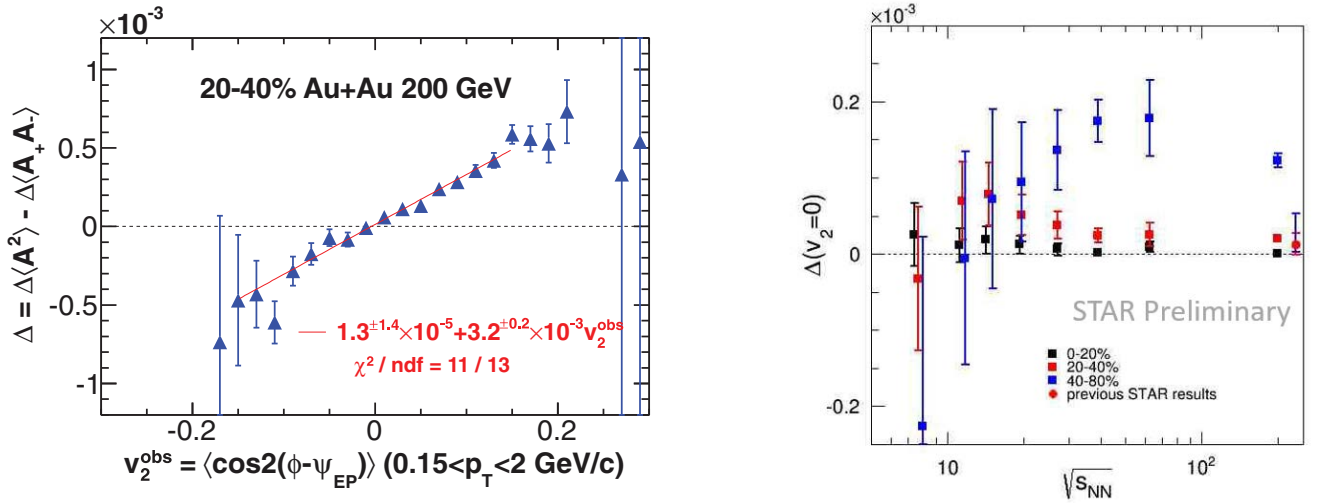 ×10⁻³
1
0.5
0
-0.5
-1
20-40% Au+Au 200 GeV
Δ = Δ⟨A²⟩ - Δ⟨A₊A₋⟩
1.3^±1.4×10⁻⁵+3.2^±0.2×10⁻³v₂^obs
χ² / ndf = 11 / 13
-0.2 0 0.2
v₂^obs = ⟨cos2(ϕ-ψ_EP)⟩ (0.15<p_T<2 GeV/c)
×10⁻³
0.2
0
-0.2
Δ(v₂=0)
STAR Preliminary
0-20%
20-40%
40-80%
previous STAR results
10 10²
√s_NN